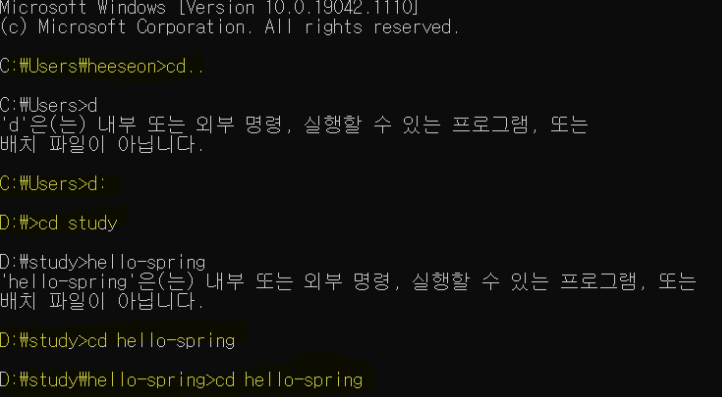 Microsoft Windows [Version 10.0.19042.1110]
(c) Microsoft Corporation. All rights reserved.
C:₩Users₩heeseon>cd..
C:₩Users>d
'd'은(는) 내부 또는 외부 명령, 실행할 수 있는 프로그램, 또는
배치 파일이 아닙니다.
C:₩Users>d:
D:₩>cd study
D:₩study>hello-spring
'hello-spring'은(는) 내부 또는 외부 명령, 실행할 수 있는 프로그램, 또는
배치 파일이 아닙니다.
D:₩study>cd hello-spring
D:₩study₩hello-spring>cd hello-spring